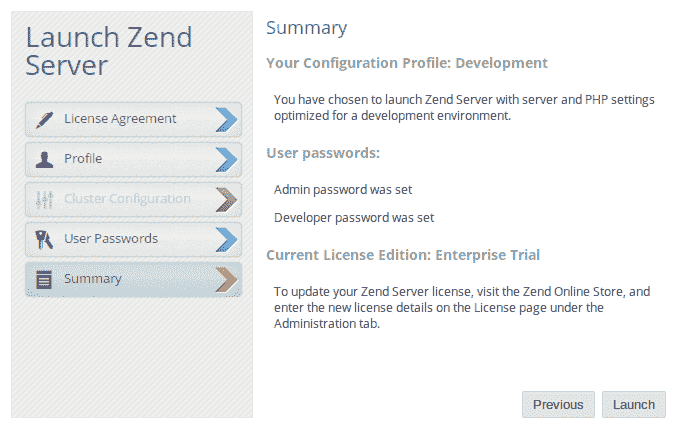 Launch Zend
Server
License Agreement
Profile
Cluster Configuration
User Passwords
Summary
Summary
Your Configuration Profile: Development
You have chosen to launch Zend Server with server and PHP settings
optimized for a development environment.
User passwords:
Admin password was set
Developer password was set
Current License Edition: Enterprise Trial
To update your Zend Server license, visit the Zend Online Store, and
enter the new license details on the License page under the
Administration tab.
Previous
Launch